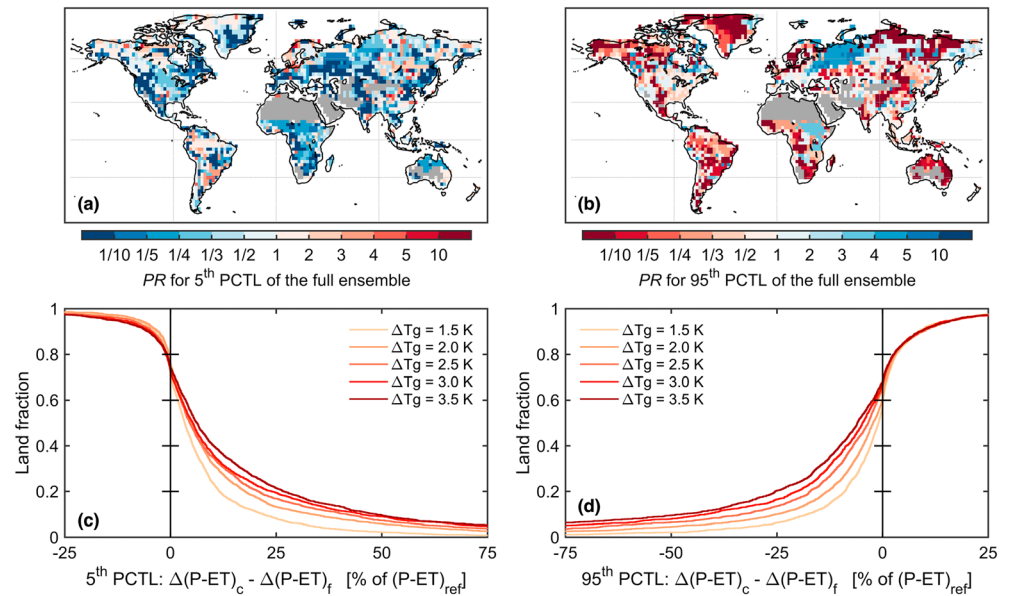 (a)
(b)
1/10 1/5 1/4 1/3 1/2 1 2 3 4 5 10
1/10 1/5 1/4 1/3 1/2 1 2 3 4 5 10
PR for 5th PCTL of the full ensemble
PR for 95th PCTL of the full ensemble
1
0.8
0.6
0.4
0.2
0
Land fraction
ΔTg = 1.5 K
ΔTg = 2.0 K
ΔTg = 2.5 K
ΔTg = 3.0 K
ΔTg = 3.5 K
(c)
-25 0 25 50 75
5th PCTL: Δ(P-ET)c - Δ(P-ET)f [% of (P-ET)ref]
1
0.8
0.6
0.4
0.2
0
Land fraction
ΔTg = 1.5 K
ΔTg = 2.0 K
ΔTg = 2.5 K
ΔTg = 3.0 K
ΔTg = 3.5 K
(d)
-75 -50 -25 0 25
95th PCTL: Δ(P-ET)c - Δ(P-ET)f [% of (P-ET)ref]